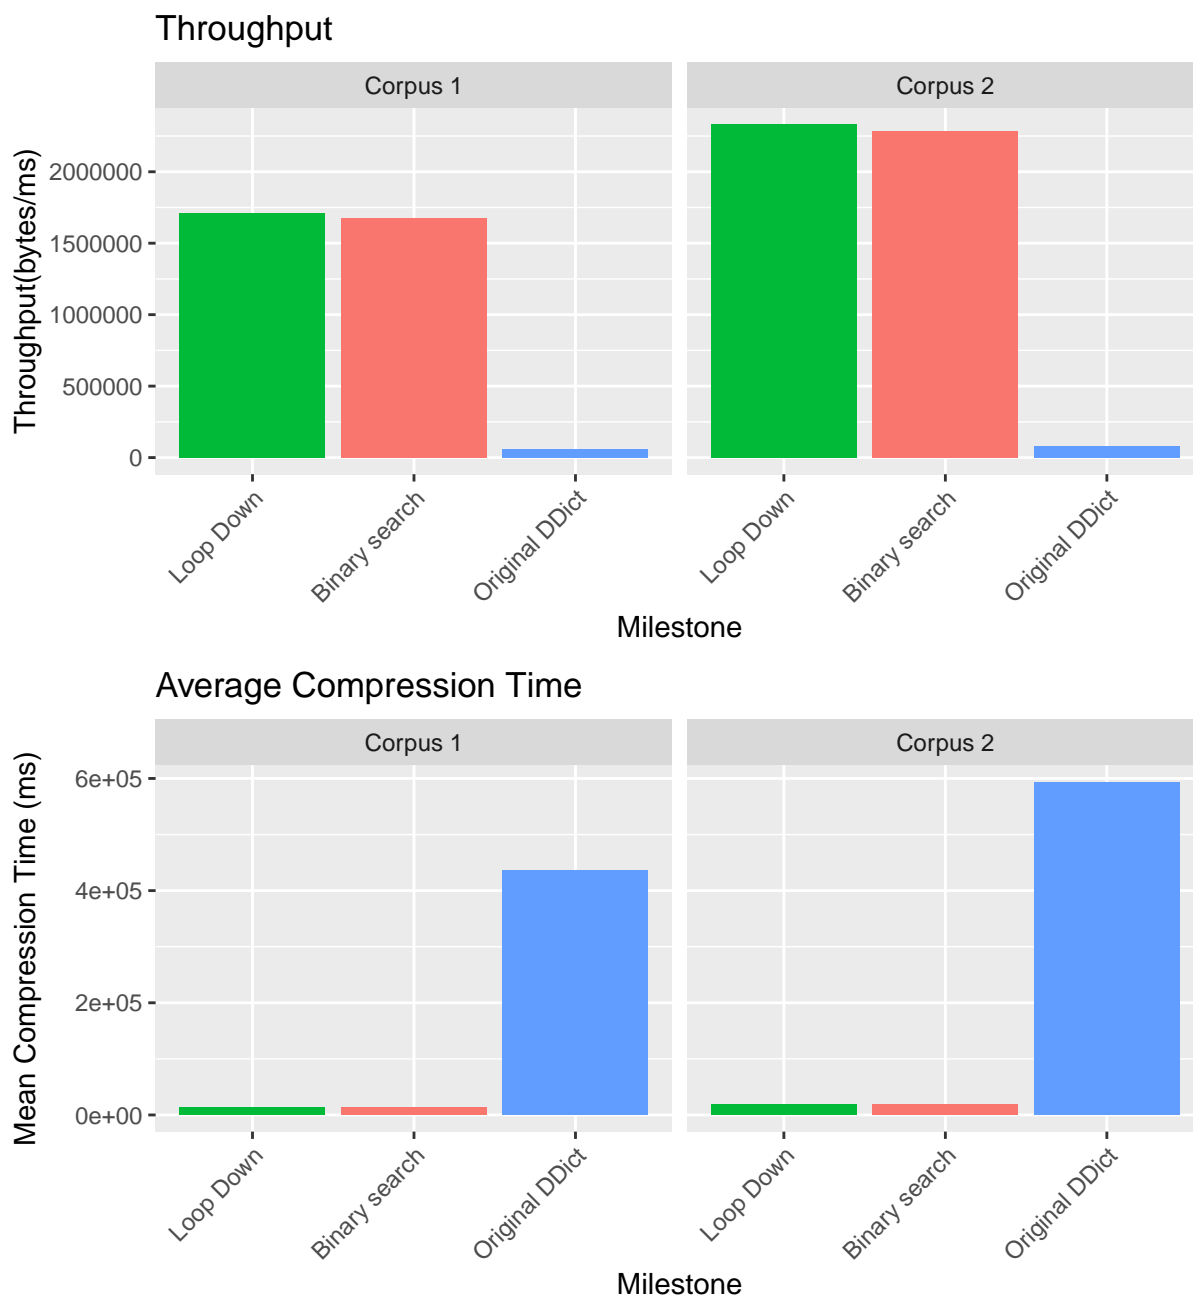 Throughput
Corpus 1
Corpus 2
Throughput(bytes/ms)
2000000
1500000
1000000
500000
0
Loop Down
Binary search
Original DDict
Loop Down
Binary search
Original DDict
Milestone
Average Compression Time
Corpus 1
Corpus 2
Mean Compression Time (ms)
6e+05
4e+05
2e+05
0e+00
Loop Down
Binary search
Original DDict
Loop Down
Binary search
Original DDict
Milestone